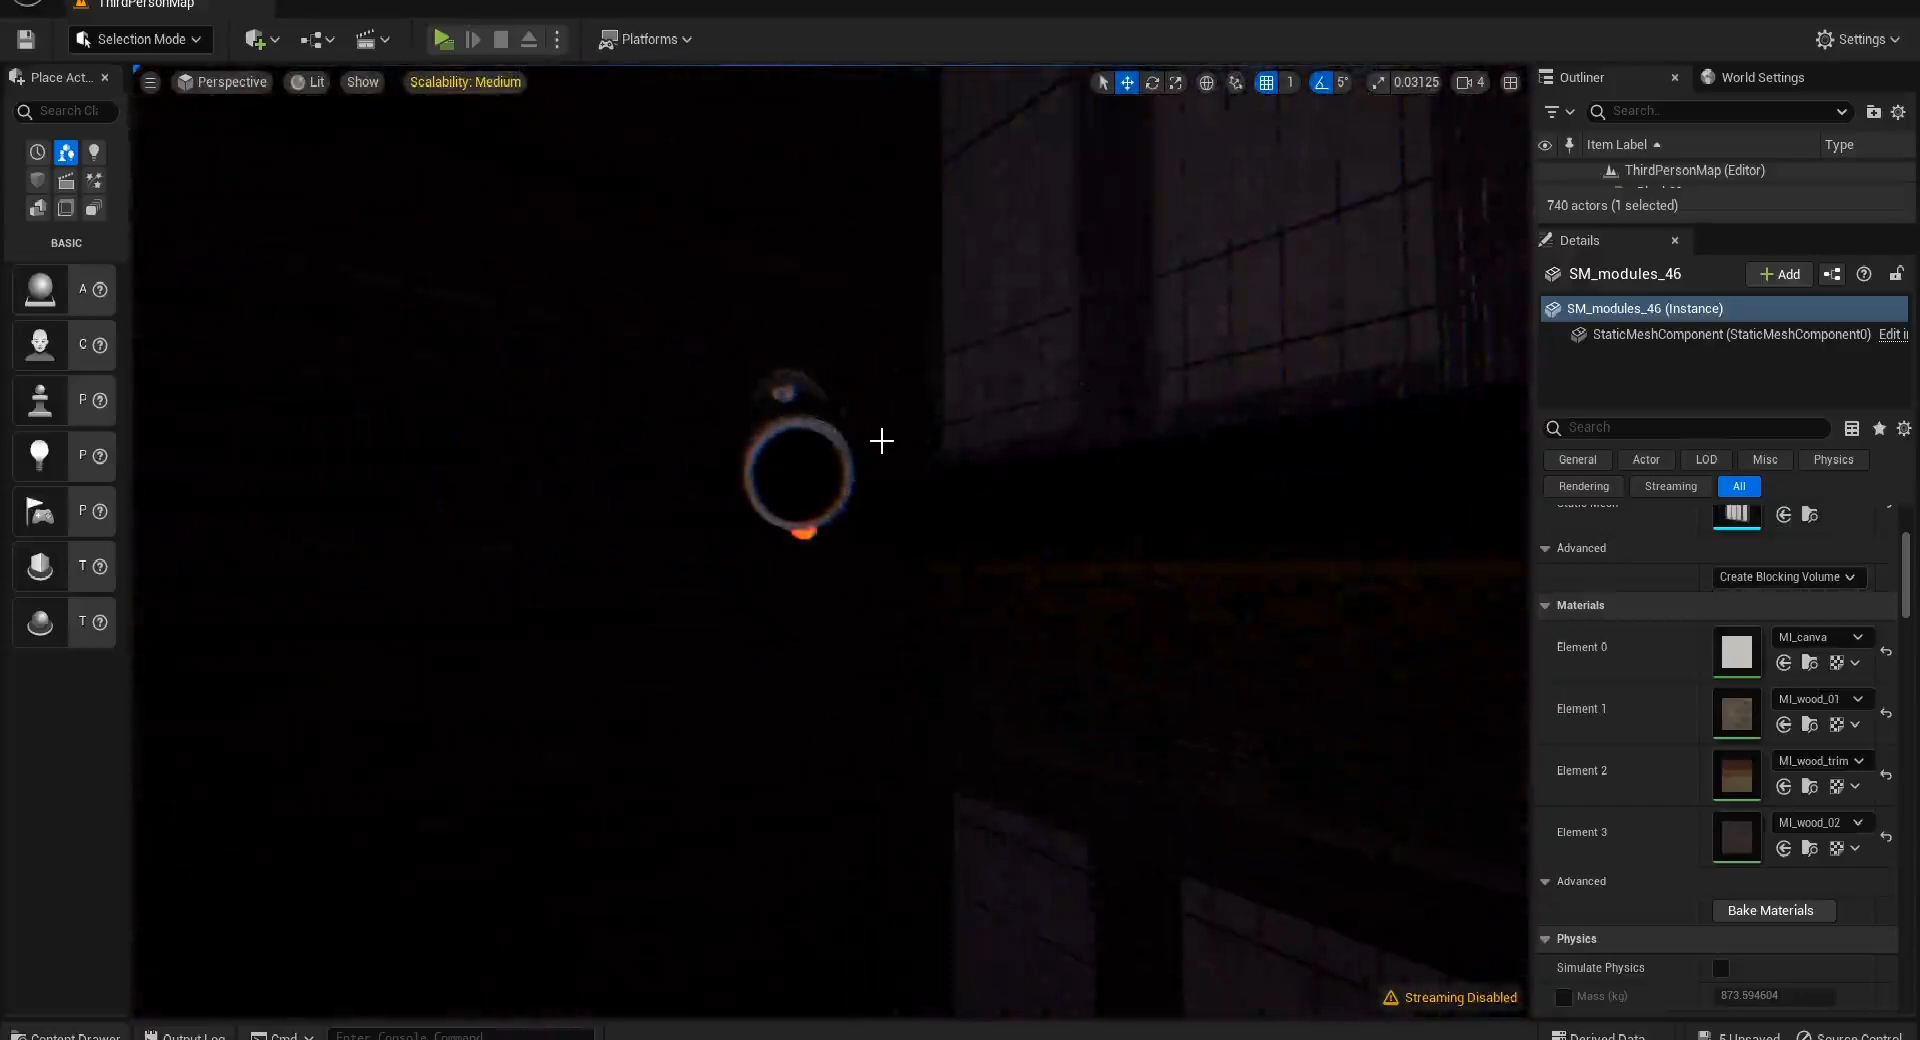 ThirdPersonMap
Selection Mode
Platforms
Settings
Place Act...
Search Cl
BASIC
A
C
P
P
P
T
T
Perspective
Lit
Show
Scalability: Medium
1
5°
0.03125
4
Streaming Disabled
Outliner
World Settings
Search...
Item Label
Type
ThirdPersonMap (Editor)
740 actors (1 selected)
Details
SM_modules_46
+ Add
SM_modules_46 (Instance)
StaticMeshComponent (StaticMeshComponent0)
Edit i
Search
General
Actor
LOD
Misc
Physics
Rendering
Streaming
All
Static Mesh
Advanced
Create Blocking Volume
Materials
Element 0
MI_canva
Element 1
MI_wood_01
Element 2
MI_wood_trim
Element 3
MI_wood_02
Advanced
Bake Materials
Physics
Simulate Physics
Mass (kg)
873.594604
Content Drawer
Output Log
Cmd
Enter Console Command
Derived Data
5 Unsaved
Source Control